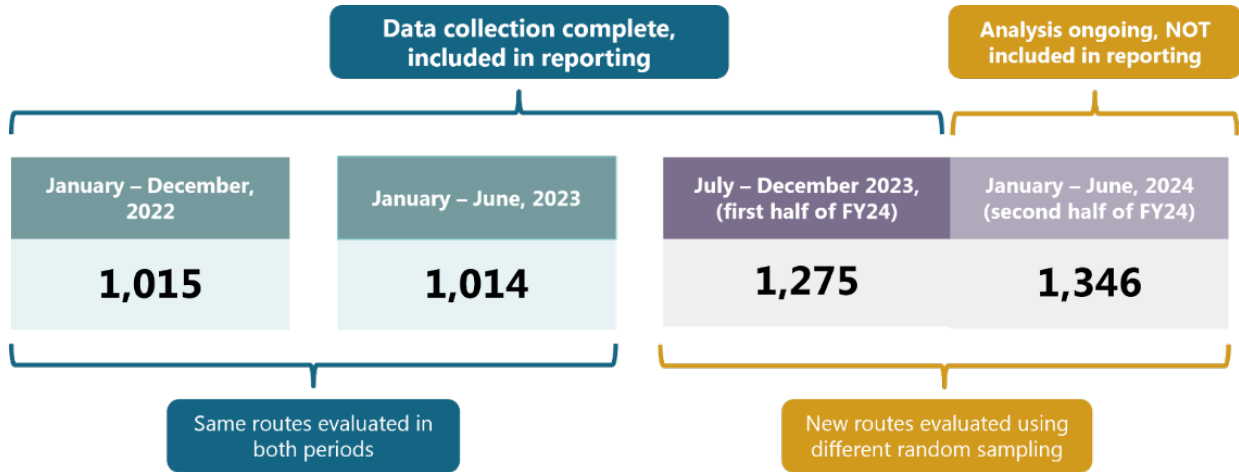 Data collection complete,
included in reporting
Analysis ongoing, NOT
included in reporting
January – December,
2022
January – June, 2023
July – December 2023,
(first half of FY24)
January – June, 2024
(second half of FY24)
1,015
1,014
1,275
1,346
Same routes evaluated in
both periods
New routes evaluated using
different random sampling